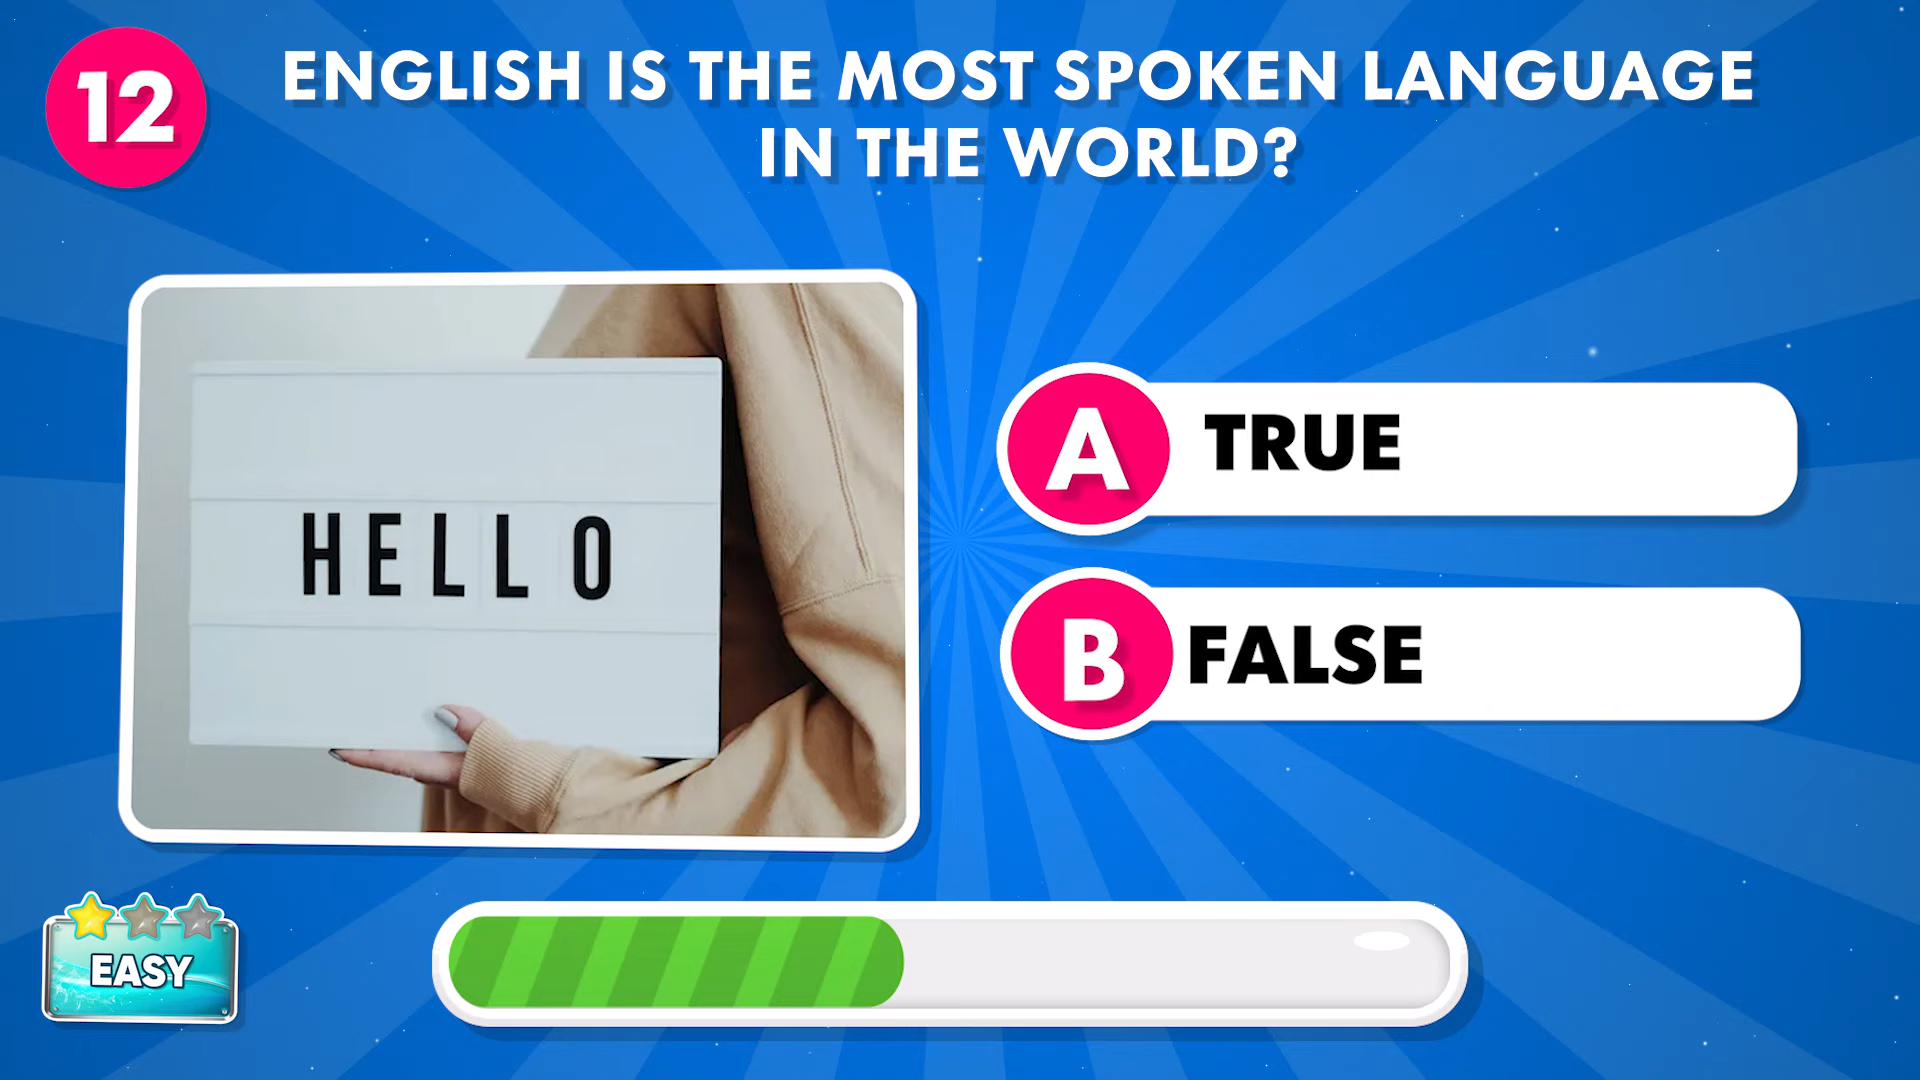 12
ENGLISH IS THE MOST SPOKEN LANGUAGE
IN THE WORLD?
HELLO
A TRUE
B FALSE
EASY